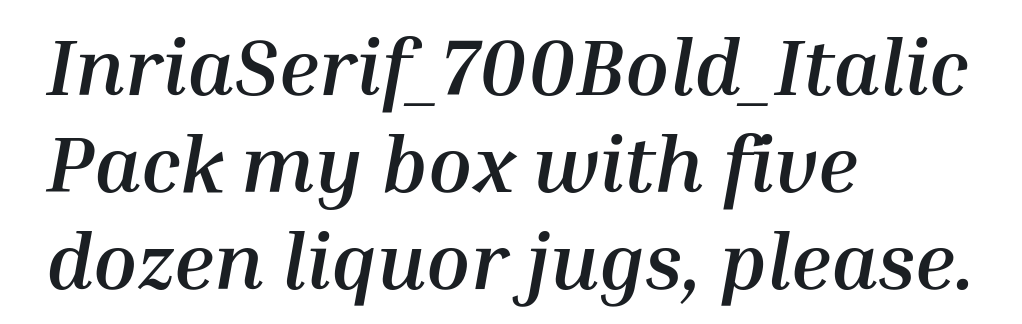 InriaSerif_700Bold_Italic
Pack my box with five
dozen liquor jugs, please.